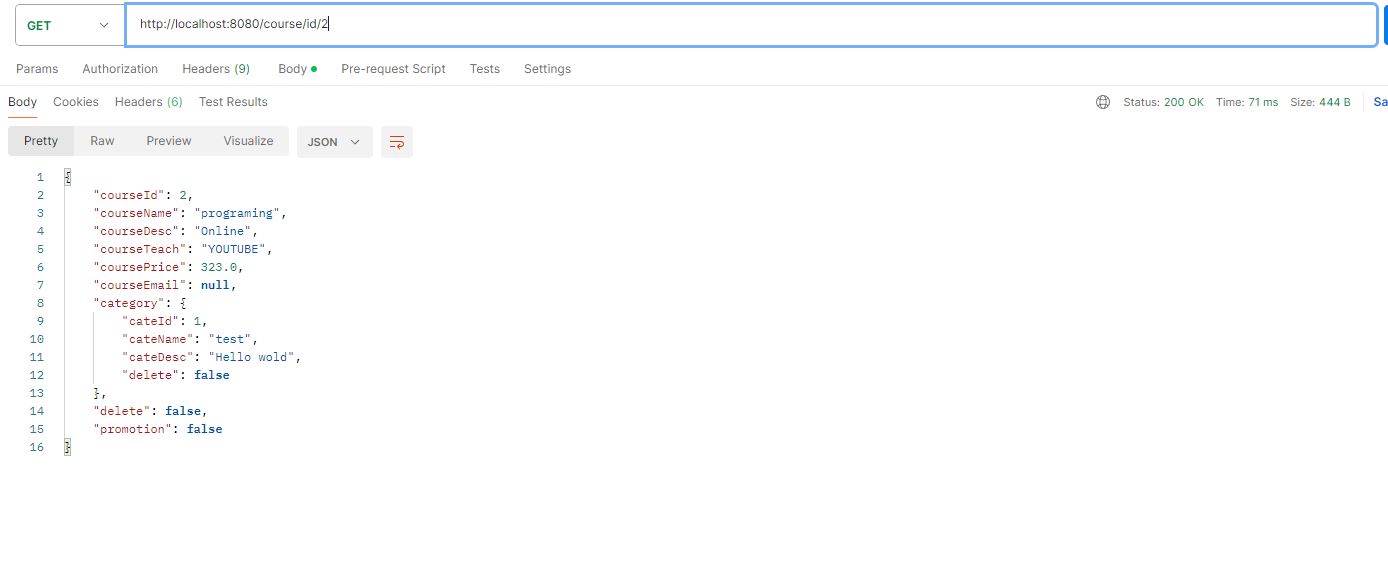 GET http://localhost:8080/course/id/2
Params Authorization Headers (9) Body Pre-request Script Tests Settings
Body Cookies Headers (6) Test Results Status: 200 OK Time: 71 ms Size: 444 B Sa
Pretty Raw Preview Visualize JSON
1 {
2 "courseId": 2,
3 "courseName": "programing",
4 "courseDesc": "Online",
5 "courseTeach": "YOUTUBE",
6 "coursePrice": 323.0,
7 "courseEmail": null,
8 "category": {
9 "cateId": 1,
10 "cateName": "test",
11 "cateDesc": "Hello wold",
12 "delete": false
13 },
14 "delete": false,
15 "promotion": false
16 }